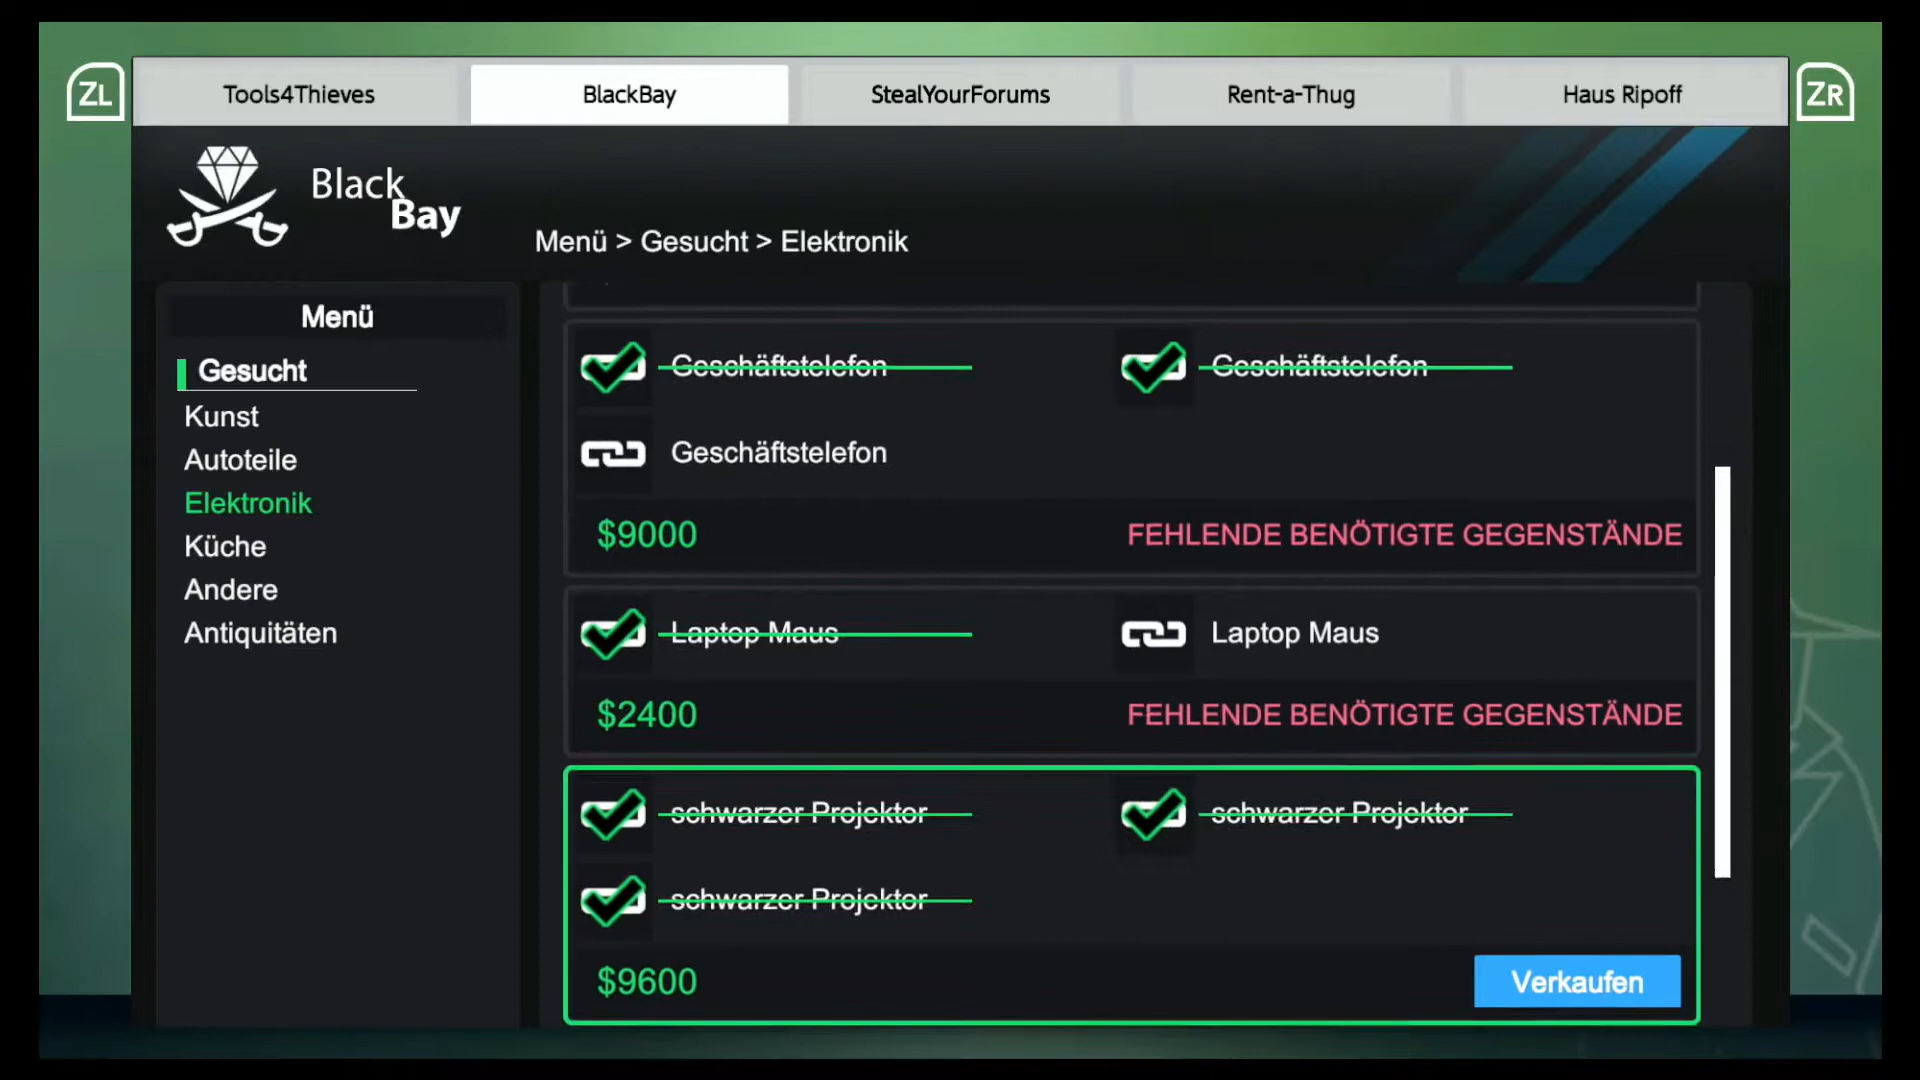 ZL
Tools4Thieves
BlackBay
StealYourForums
Rent-a-Thug
Haus Ripoff
ZR
Black
Bay
Menü > Gesucht > Elektronik
Menü
Gesucht
Kunst
Autoteile
Elektronik
Küche
Andere
Antiquitäten
Geschäftstelefon
Geschäftstelefon
Geschäftstelefon
$9000
FEHLENDE BENÖTIGTE GEGENSTÄNDE
Laptop Maus
Laptop Maus
$2400
FEHLENDE BENÖTIGTE GEGENSTÄNDE
schwarzer Projektor
schwarzer Projektor
schwarzer Projektor
$9600
Verkaufen